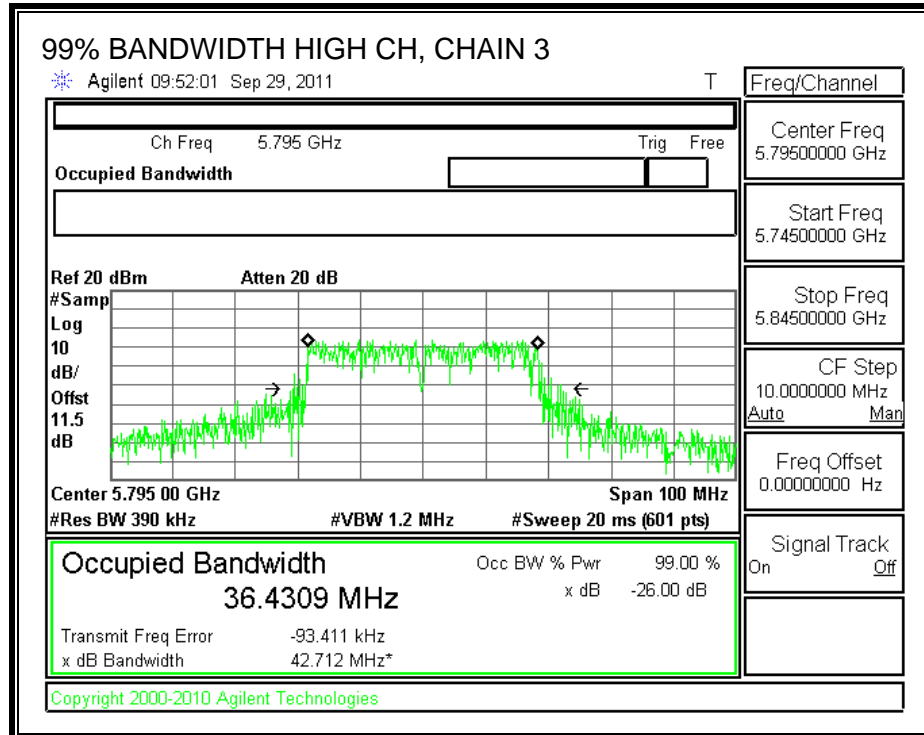 99% BANDWIDTH HIGH CH, CHAIN 3
Agilent 09:52:01 Sep 29, 2011 T
Freq/Channel
Ch Freq 5.795 GHz Trig Free
Occupied Bandwidth
Center Freq
5.79500000 GHz
Start Freq
5.74500000 GHz
Stop Freq
5.84500000 GHz
CF Step
10.0000000 MHz
Auto Man
Freq Offset
0.00000000 Hz
Signal Track
On Off
Ref 20 dBm Atten 20 dB
#Samp
Log
10
dB/
Offst
11.5
dB
Center 5.795 00 GHz Span 100 MHz
#Res BW 390 kHz #VBW 1.2 MHz #Sweep 20 ms (601 pts)
Occupied Bandwidth
36.4309 MHz
Occ BW % Pwr 99.00 %
x dB -26.00 dB
Transmit Freq Error -93.411 kHz
x dB Bandwidth 42.712 MHz*
Copyright 2000-2010 Agilent Technologies